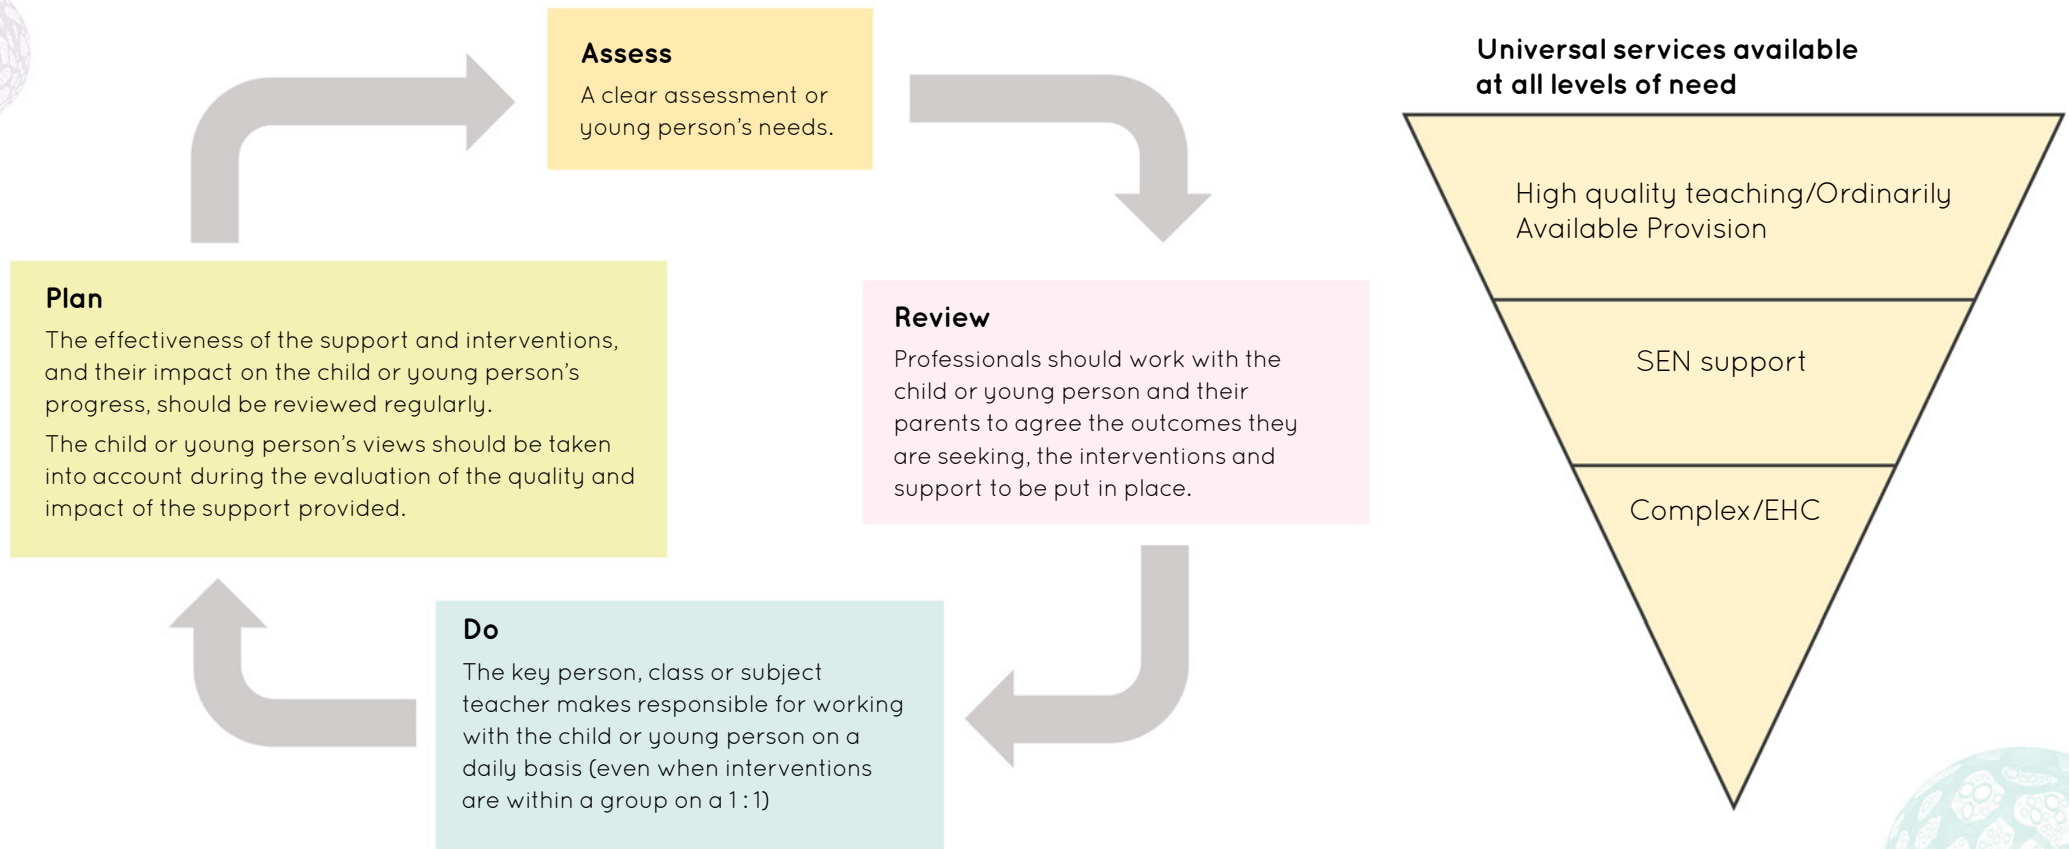 Assess
A clear assessment or
young person's needs.
Plan
The effectiveness of the support and interventions,
and their impact on the child or young person's
progress, should be reviewed regularly.
The child or young person's views should be taken
into account during the evaluation of the quality and
impact of the support provided.
Review
Professionals should work with the
child or young person and their
parents to agree the outcomes they
are seeking, the interventions and
support to be put in place.
Do
The key person, class or subject
teacher makes responsible for working
with the child or young person on a
daily basis (even when interventions
are within a group on a 1 : 1)
Universal services available
at all levels of need
High quality teaching/Ordinarily
Available Provision
SEN support
Complex/EHC